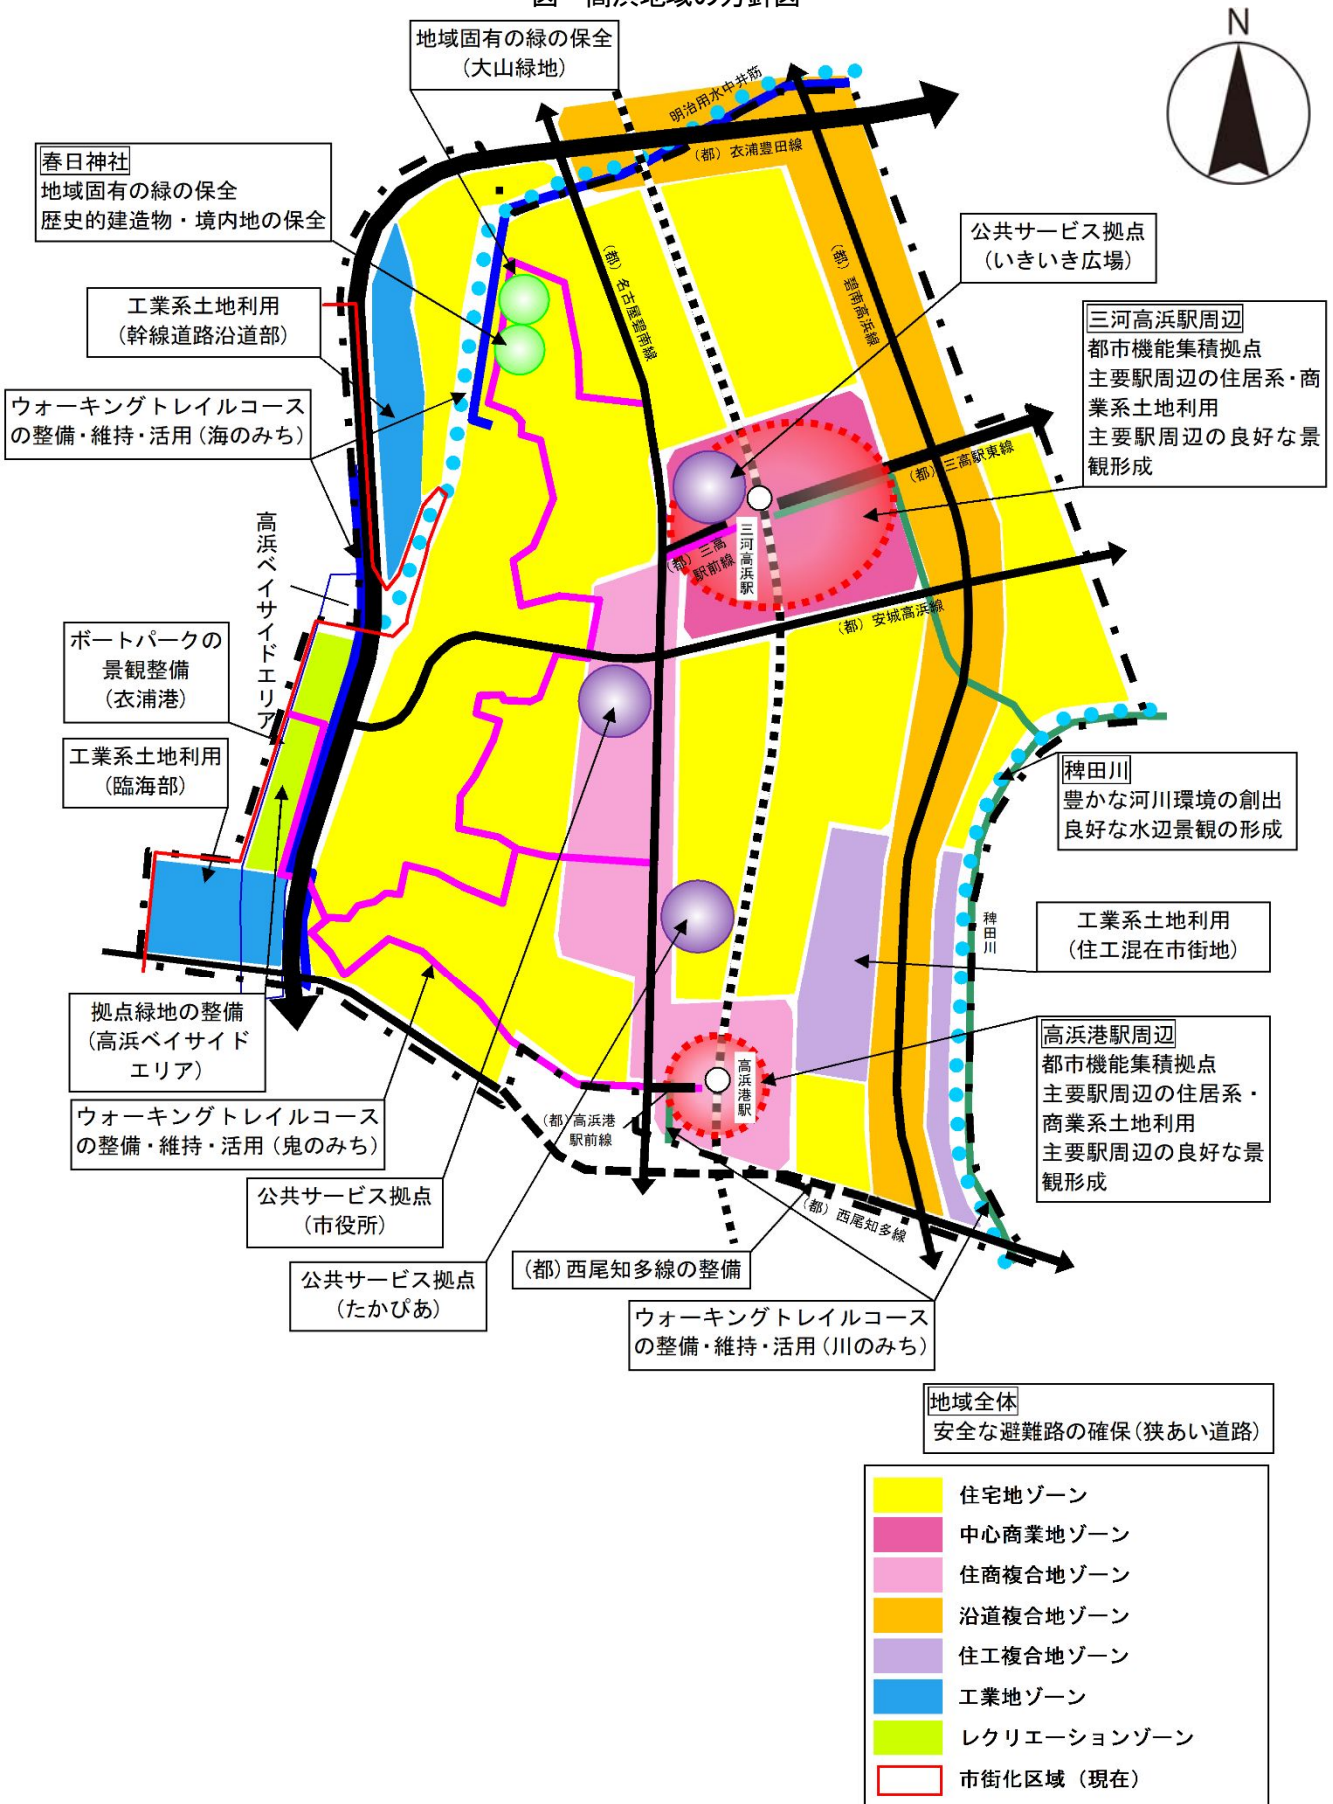 図 高浜地域の方針図
N
地域固有の緑の保全
(大山緑地)
明治用水中井筋
(都) 衣浦豊田線
春日神社
地域固有の緑の保全
歴史的建造物・境内地の保全
公共サービス拠点
(いきいき広場)
(都) 名古屋碧南線
(都) 碧南高浜線
工業系土地利用
(幹線道路沿道部)
三河高浜駅周辺
都市機能集積拠点
主要駅周辺の住居系・商
業系土地利用
主要駅周辺の良好な景
観形成
ウォーキングトレイルコース
の整備・維持・活用(海のみち)
(都) 三高駅東線
高浜ベイサイドエリア
三河高浜駅
(都) 三高
駅前線
(都) 安城高浜線
ボートパークの
景観整備
(衣浦港)
工業系土地利用
(臨海部)
稗田川
豊かな河川環境の創出
良好な水辺景観の形成
稗田川
工業系土地利用
(住工混在市街地)
拠点緑地の整備
(高浜ベイサイド
エリア)
高浜港駅周辺
都市機能集積拠点
主要駅周辺の住居系・
商業系土地利用
主要駅周辺の良好な景
観形成
高浜港駅
ウォーキングトレイルコース
の整備・維持・活用(鬼のみち)
(都)高浜港
駅前線
公共サービス拠点
(市役所)
(都) 西尾知多線
公共サービス拠点
(たかぴあ)
(都)西尾知多線の整備
ウォーキングトレイルコース
の整備・維持・活用(川のみち)
地域全体
安全な避難路の確保(狭あい道路)
住宅地ゾーン
中心商業地ゾーン
住商複合地ゾーン
沿道複合地ゾーン
住工複合地ゾーン
工業地ゾーン
レクリエーションゾーン
市街化区域(現在)